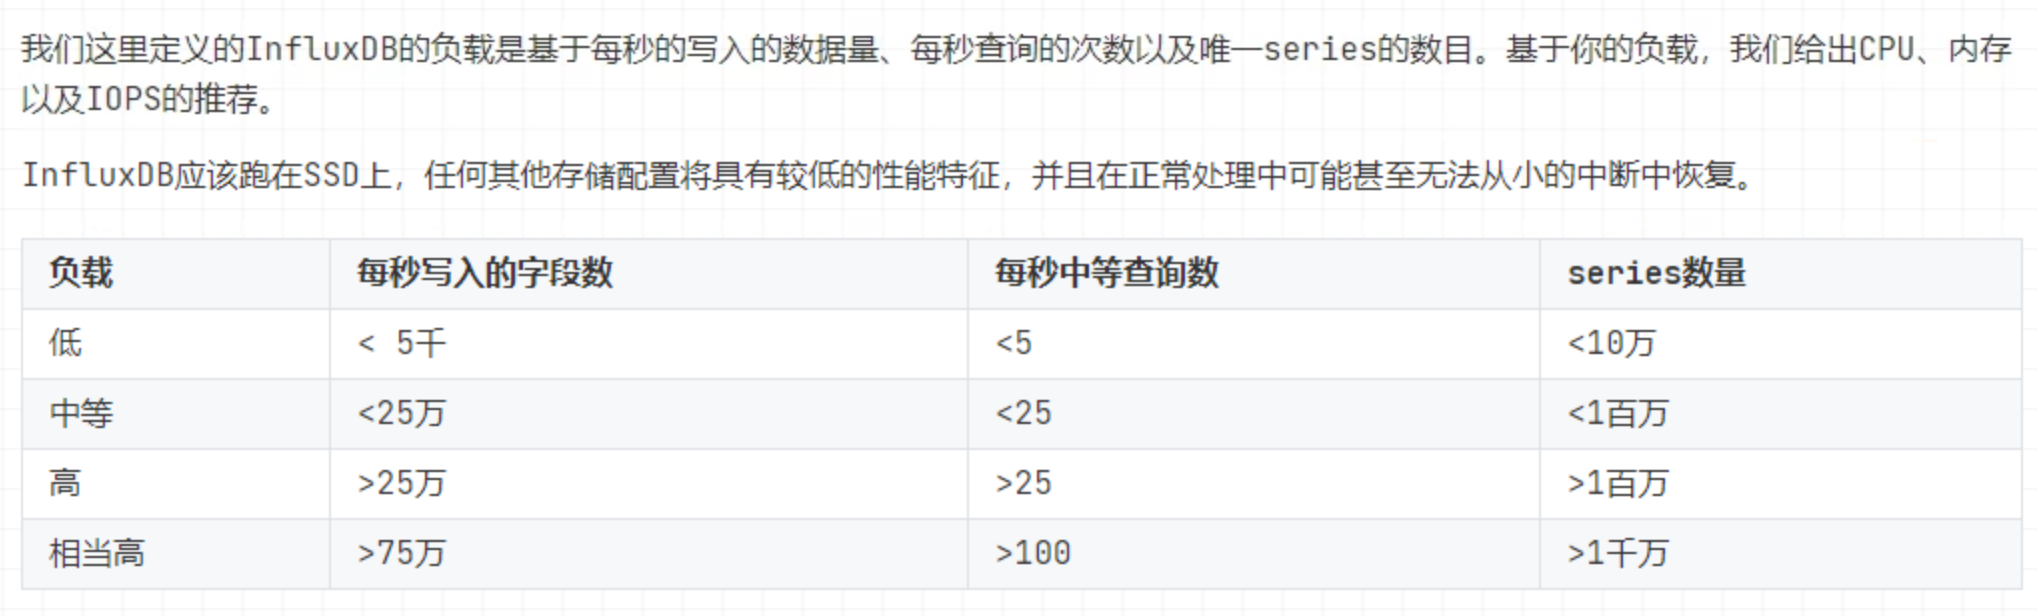 我们这里定义的InfluxDB的负载是基于每秒的写入的数据量、每秒查询的次数以及唯一series的数目。基于你的负载，我们给出CPU、内存
以及IOPS的推荐。
InfluxDB应该跑在SSD上，任何其他存储配置将具有较低的性能特征，并且在正常处理中可能甚至无法从小的中断中恢复。
负载 每秒写入的字段数 每秒中等查询数 series数量
低 < 5千 <5 <10万
中等 <25万 <25 <1百万
高 >25万 >25 >1百万
相当高 >75万 >100 >1千万